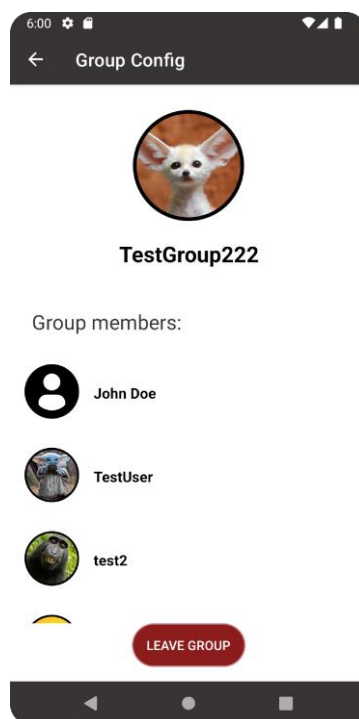 6:00
Group Config
TestGroup222
Group members:
John Doe
TestUser
test2
LEAVE GROUP